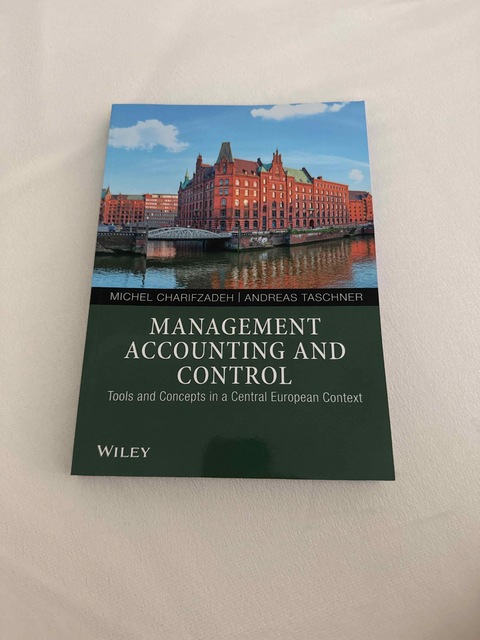 MICHEL CHARIFZADEH | ANDREAS TASCHNER
MANAGEMENT
ACCOUNTING AND
CONTROL
Tools and Concepts in a Central European Context
WILEY